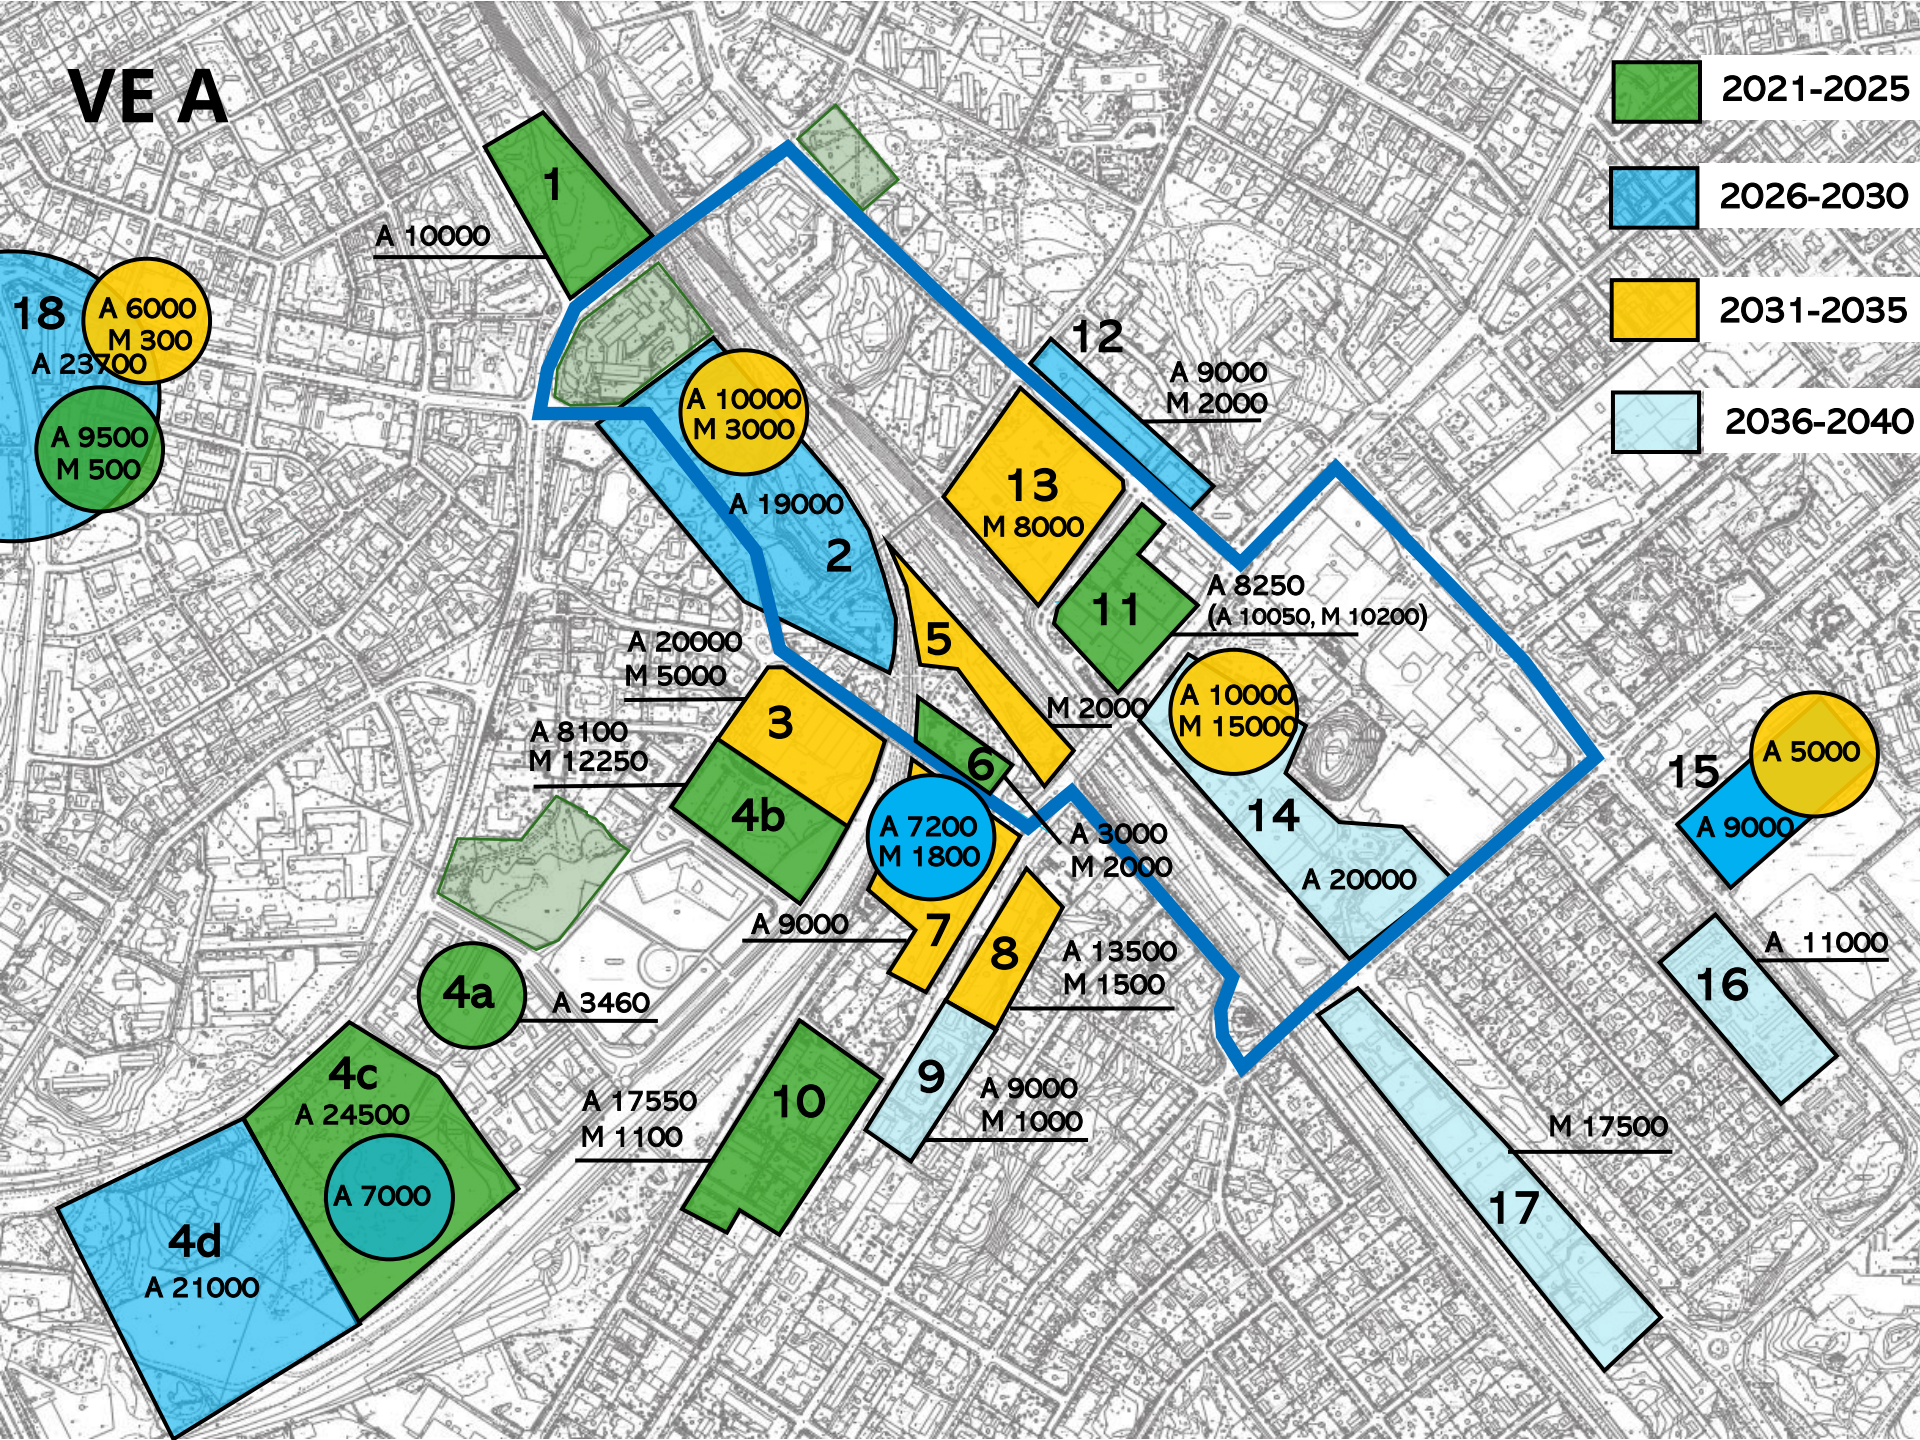 VE A
2021-2025
2026-2030
2031-2035
2036-2040
1
A 10000
18
A 6000
M 300
A 23700
A 9500
M 500
A 10000
M 3000
A 19000
2
12
A 9000
M 2000
13
M 8000
11
A 8250
(A 10050, M 10200)
5
M 2000
A 20000
M 5000
3
A 8100
M 12250
4b
6
A 3000
M 2000
A 7200
M 1800
A 9000
7
8
A 13500
M 1500
A 10000
M 15000
14
A 20000
15
A 5000
A 9000
16
A 11000
4a
A 3460
4c
A 24500
A 7000
4d
A 21000
A 17550
M 1100
10
9
A 9000
M 1000
M 17500
17